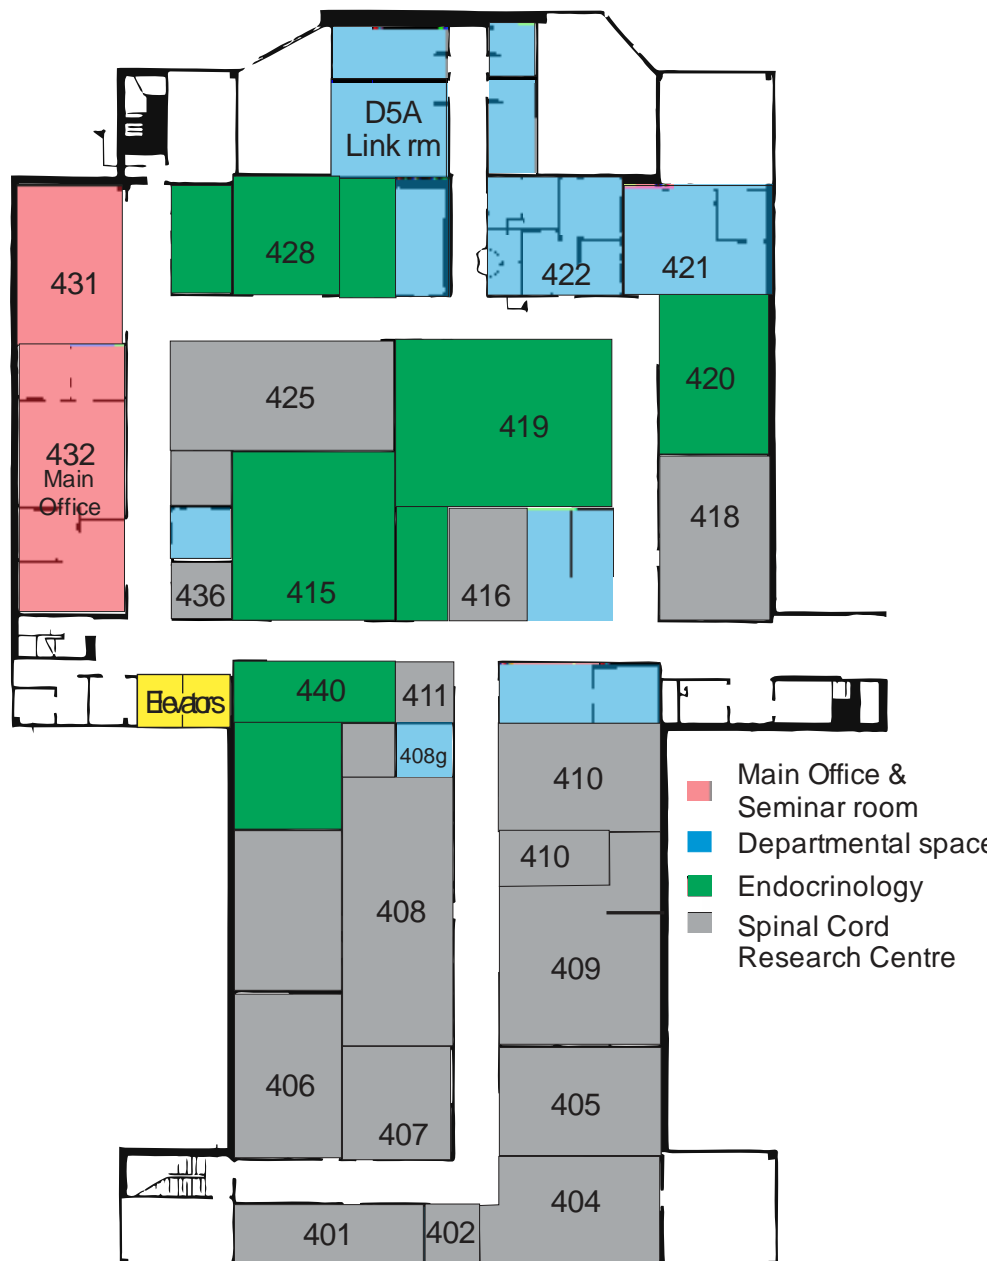 D5A
Link rm
428
422
421
431
420
425
419
432
Main
Office
418
436
415
416
440
411
Elevators
408g
410
Main Office &
Seminar room
410
Departmental space
Endocrinology
408
Spinal Cord
Research Centre
409
406
405
407
404
401
402